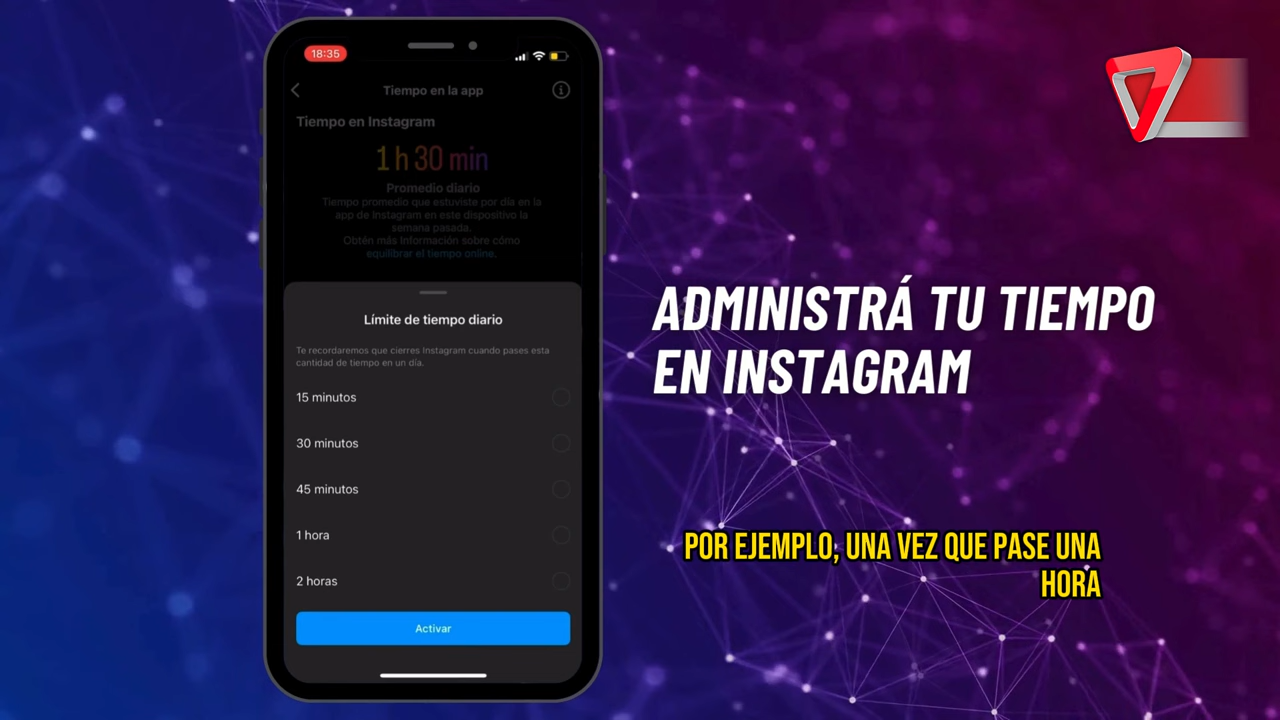 18:35
Tiempo en la app
Tiempo en Instagram
1 h 30 min
Promedio diario
Tiempo promedio que estuviste por día en la
app de Instagram en este dispositivo la
semana pasada.
Obtén más Información sobre cómo
equilibrar el tiempo online.
Límite de tiempo diario
Te recordaremos que cierres Instagram cuando pases esta
cantidad de tiempo en un día.
15 minutos
30 minutos
45 minutos
1 hora
2 horas
Activar
ADMINISTRÁ TU TIEMPO
EN INSTAGRAM
POR EJEMPLO, UNA VEZ QUE PASE UNA
HORA